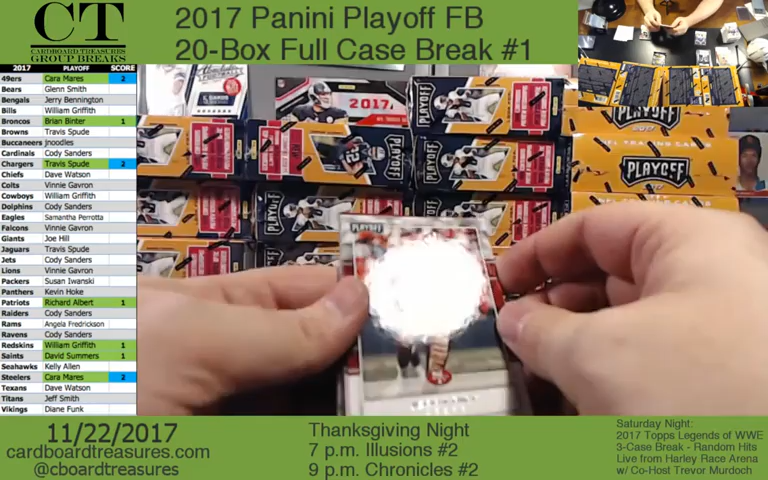 CT
CARDBOARD TREASURES
GROUP BREAKS
2017 Panini Playoff FB
20-Box Full Case Break #1
2017 PLAYOFF SCORE
49ers Cara Mares 2
Bears Glenn Smith
Bengals Jerry Bennington
Bills William Griffith
Broncos Brian Binter 1
Browns Travis Spude
Buccaneers Jnoodles
Cardinals Cody Sanders
Chargers Travis Spude 2
Chiefs Dave Watson
Colts Vinnie Gavron
Cowboys William Griffith
Dolphins Cody Sanders
Eagles Samantha Perrotta
Falcons Vinnie Gavron
Giants Joe Hill
Jaguars Travis Spude
Jets Cody Sanders
Lions Vinnie Gavron
Packers Susan Iwanski
Panthers Kevin Hoke
Patriots Richard Albert 1
Raiders Cody Sanders
Rams Angela Fredrickson
Ravens Cody Sanders
Redskins William Griffith 1
Saints David Summers 1
Seahawks Kelly Allen
Steelers Cara Mares 2
Texans Dave Watson
Titans Jeff Smith
Vikings Diane Funk
2017
PLAYOFF
PLAYOFF
PLAYOFF
PLAYOFF
11/22/2017
cardboardtreasures.com
@cboardtreasures
Thanksgiving Night
7 p.m. Illusions #2
9 p.m. Chronicles #2
Saturday Night:
2017 Topps Legends of WWE
3-Case Break - Random Hits
Live from Harley Race Arena
w/ Co-Host Trevor Murdoch